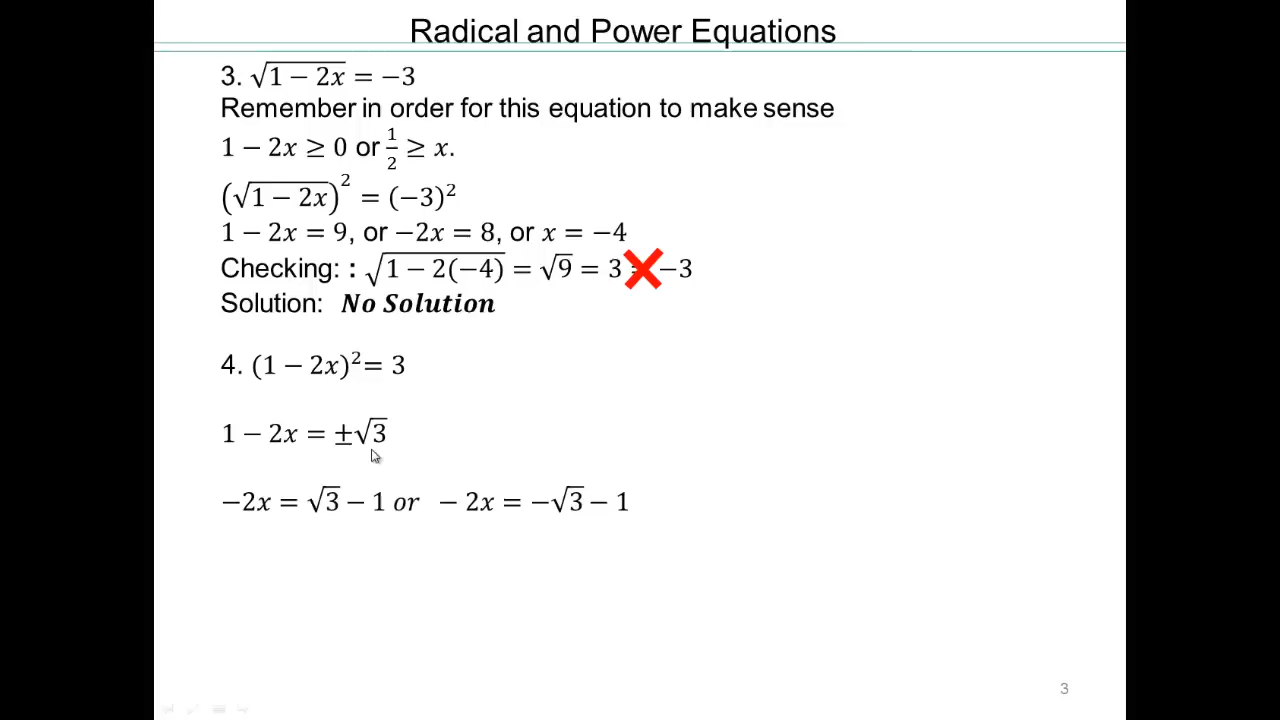 Radical and Power Equations
3. √(1 − 2x) = −3
Remember in order for this equation to make sense
1 − 2x ≥ 0 or 1/2 ≥ x.
(√(1 − 2x))² = (−3)²
1 − 2x = 9, or −2x = 8, or x = −4
Checking: : √(1 − 2(−4)) = √9 = 3 = −3
Solution: No Solution
4. (1 − 2x)²= 3
1 − 2x = ±√3
−2x = √3 − 1 or − 2x = −√3 − 1
3